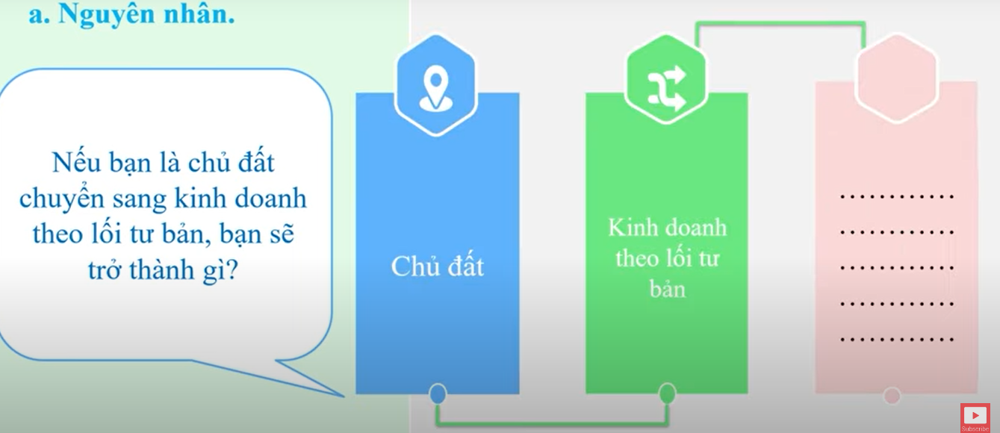 a. Nguyên nhân.
Nếu bạn là chủ đất
chuyển sang kinh doanh
theo lối tư bản, bạn sẽ
trở thành gì?
Chủ đất
Kinh doanh
theo lối tư
bản
............
............
............
............
............
Subscribe